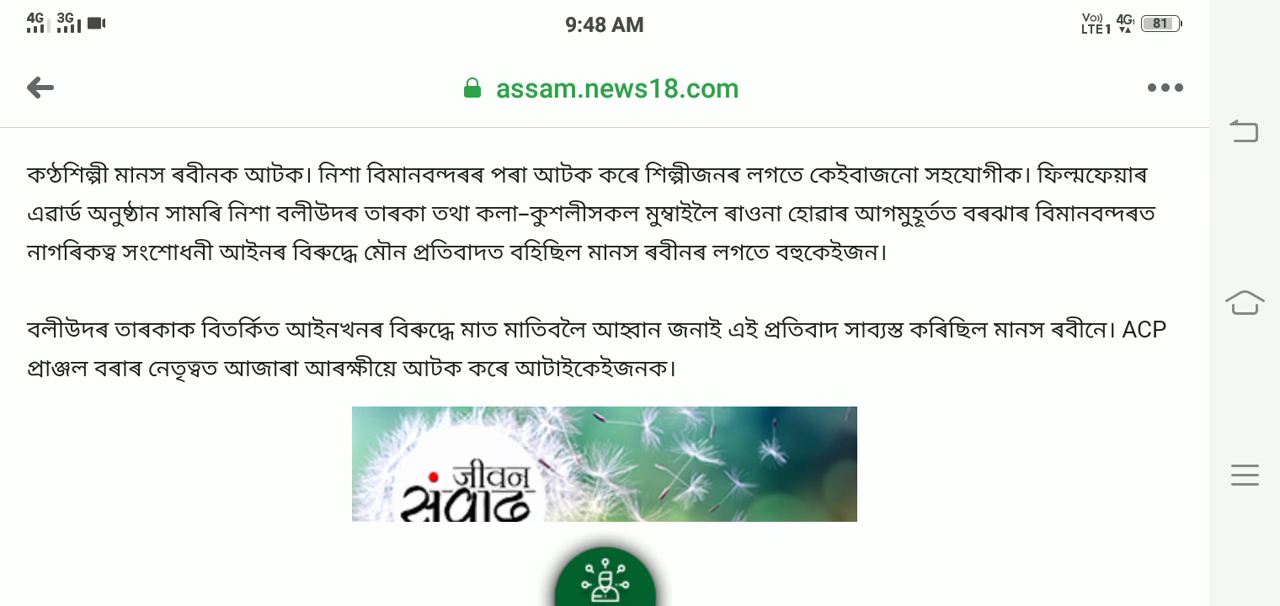 4G 3G 9:48 AM Vo)) LTE1 4G 81
assam.news18.com
কণ্ঠশিল্পী মানস ৰবীনক আটক। নিশা বিমানবন্দৰৰ পৰা আটক কৰে শিল্পীজনৰ লগতে কেইবাজনো সহযোগীক। ফিল্মফেয়াৰ
এৱাৰ্ড অনুষ্ঠান সামৰি নিশা বলীউদৰ তাৰকা তথা কলা-কুশলীসকল মুম্বাইলৈ ৰাওনা হোৱাৰ আগমুহূৰ্তত বৰঝাৰ বিমানবন্দৰত
নাগৰিকত্ব সংশোধনী আইনৰ বিৰুদ্ধে মৌন প্ৰতিবাদত বহিছিল মানস ৰবীনৰ লগতে বহুকেইজন।
বলীউদৰ তাৰকাক বিতৰ্কিত আইনখনৰ বিৰুদ্ধে মাত মাতিবলৈ আহ্বান জনাই এই প্ৰতিবাদ সাব্যস্ত কৰিছিল মানস ৰবীনে। ACP
প্ৰাঞ্জল বৰাৰ নেতৃত্বত আজাৰা আৰক্ষীয়ে আটক কৰে আটাইকেইজনক।
जीवन
संवाद